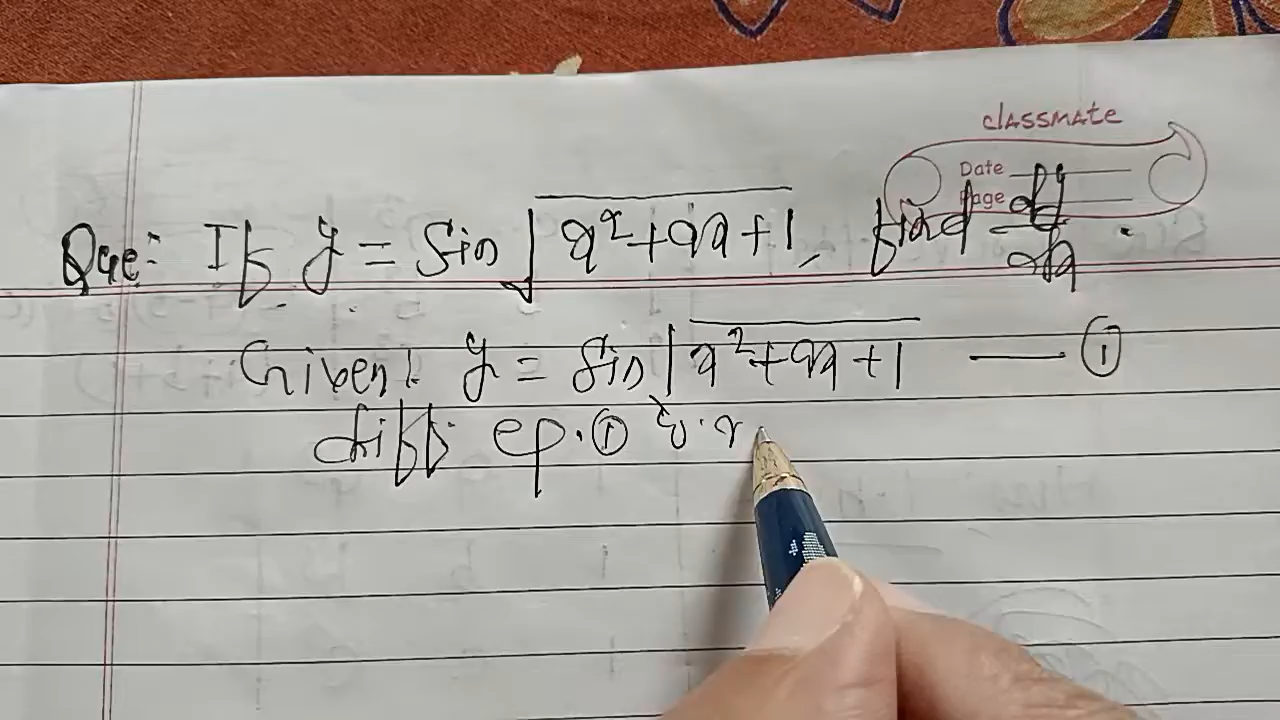 classmate
Date
Page
Que: If y = Sin √x²+ax+1, find dy/dx.
Given: y = Sin √x²+ax+1 — ①
diff. eq. ① w.r